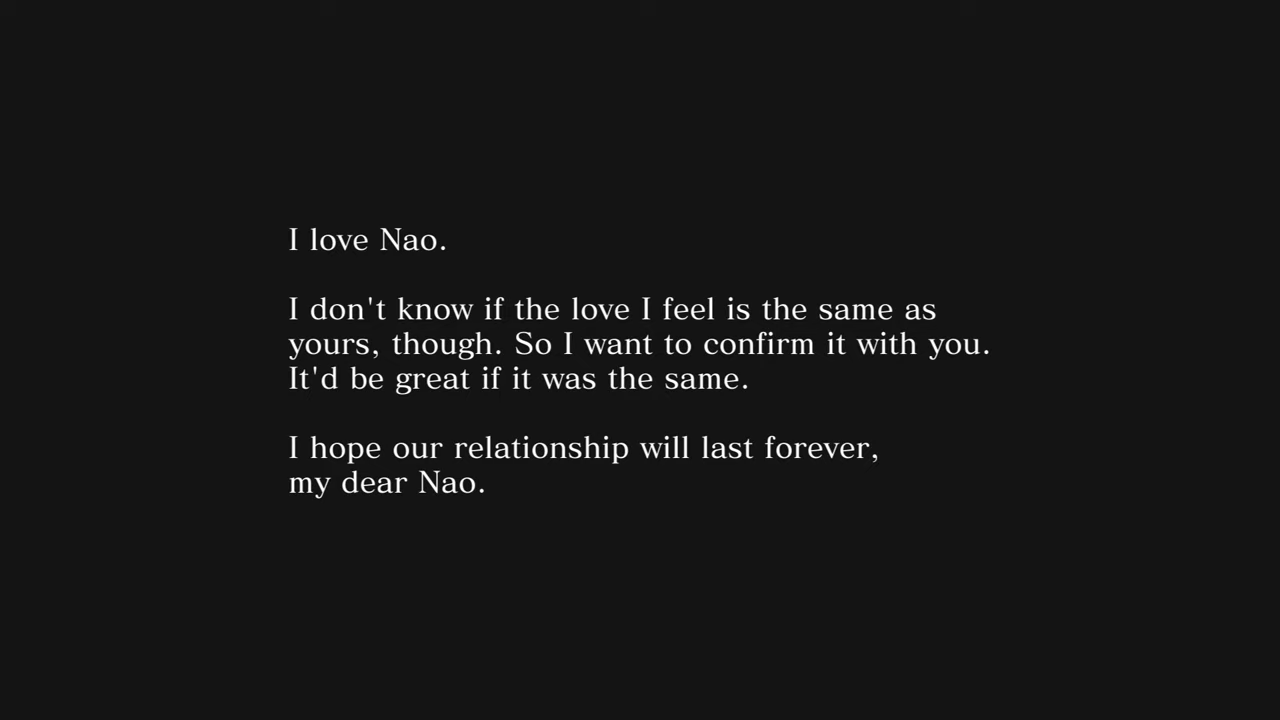 I love Nao.
I don't know if the love I feel is the same as
yours, though. So I want to confirm it with you.
It'd be great if it was the same.
I hope our relationship will last forever,
my dear Nao.